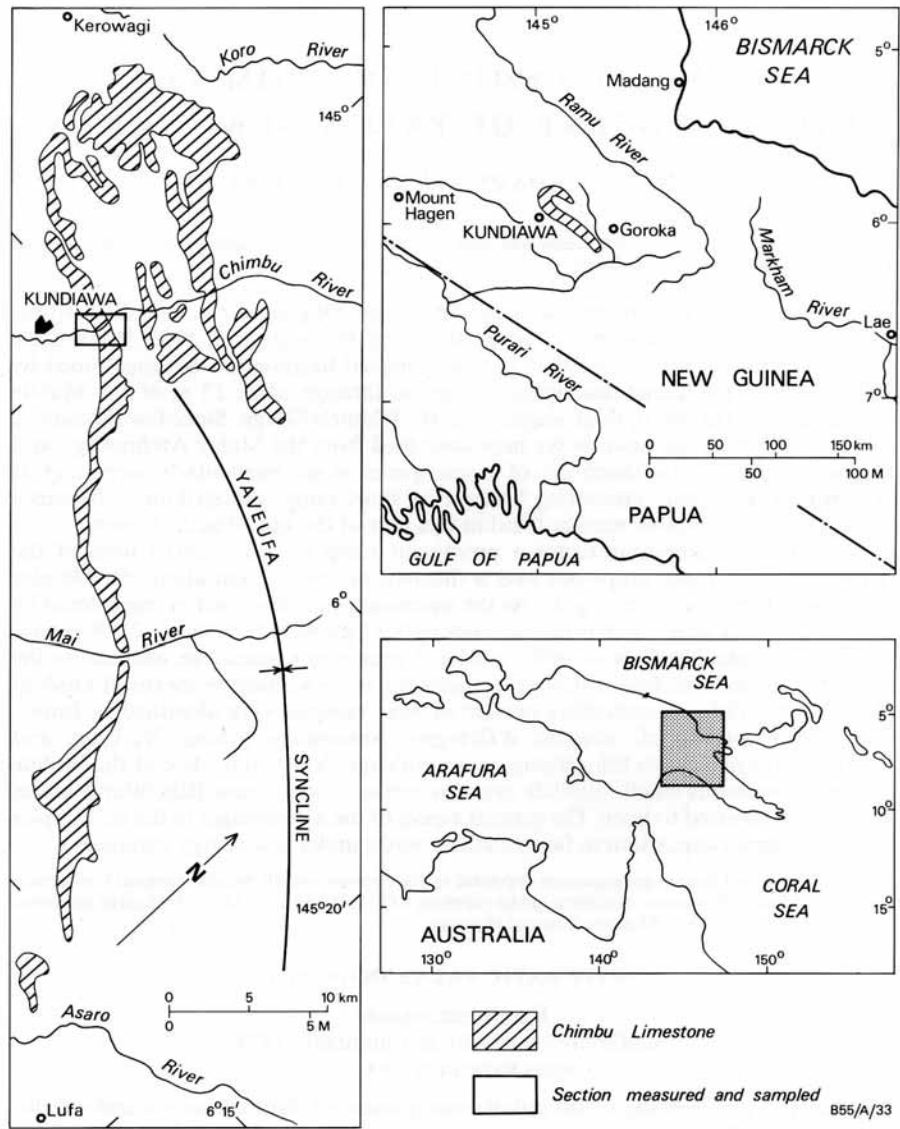 Kerowagi
Koro
River
145°
Chimbu
River
KUNDIAWA
YAVEUFA
6°
Mai River
SYNCLINE
N
145°20'
0 5 10 km
0 5 M
Asaro
River
Lufa
6°15'
145° 146°
5°
BISMARCK
SEA
Madang
Ramu
River
Mount
Hagen
KUNDIAWA
Goroka
6°
Markham
River
Lae
Purari
River
NEW GUINEA
7°
0 50 100 150 km
0 50 100 M
PAPUA
GULF OF PAPUA
BISMARCK
SEA
5°
ARAFURA
SEA
10°
CORAL
SEA
15°
AUSTRALIA
130° 140° 150°
Chimbu Limestone
Section measured and sampled
B55/A/33